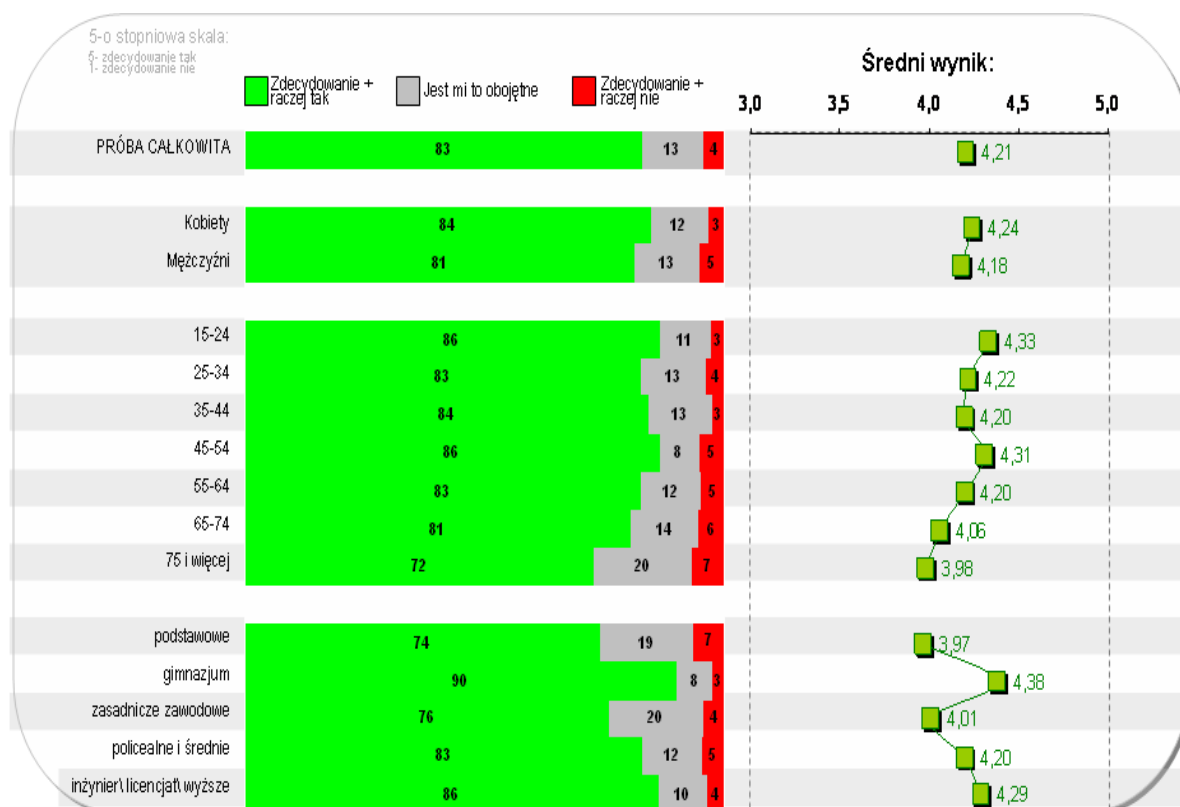 5-o stopniowa skala:
5- zdecydowanie tak
1- zdecydowanie nie
Zdecydowanie +
raczej tak
Jest mi to obojętne
Zdecydowanie +
raczej nie
Średni wynik:
3,0 3,5 4,0 4,5 5,0
PRÓBA CAŁKOWITA 83 13 4 4,21
Kobiety 84 12 3 4,24
Mężczyźni 81 13 5 4,18
15-24 86 11 3 4,33
25-34 83 13 4 4,22
35-44 84 13 3 4,20
45-54 86 8 5 4,31
55-64 83 12 5 4,20
65-74 81 14 6 4,06
75 i więcej 72 20 7 3,98
podstawowe 74 19 7 3,97
gimnazjum 90 8 3 4,38
zasadnicze zawodowe 76 20 4 4,01
policealne i średnie 83 12 5 4,20
inżynier\ licencjat\ wyższe 86 10 4 4,29